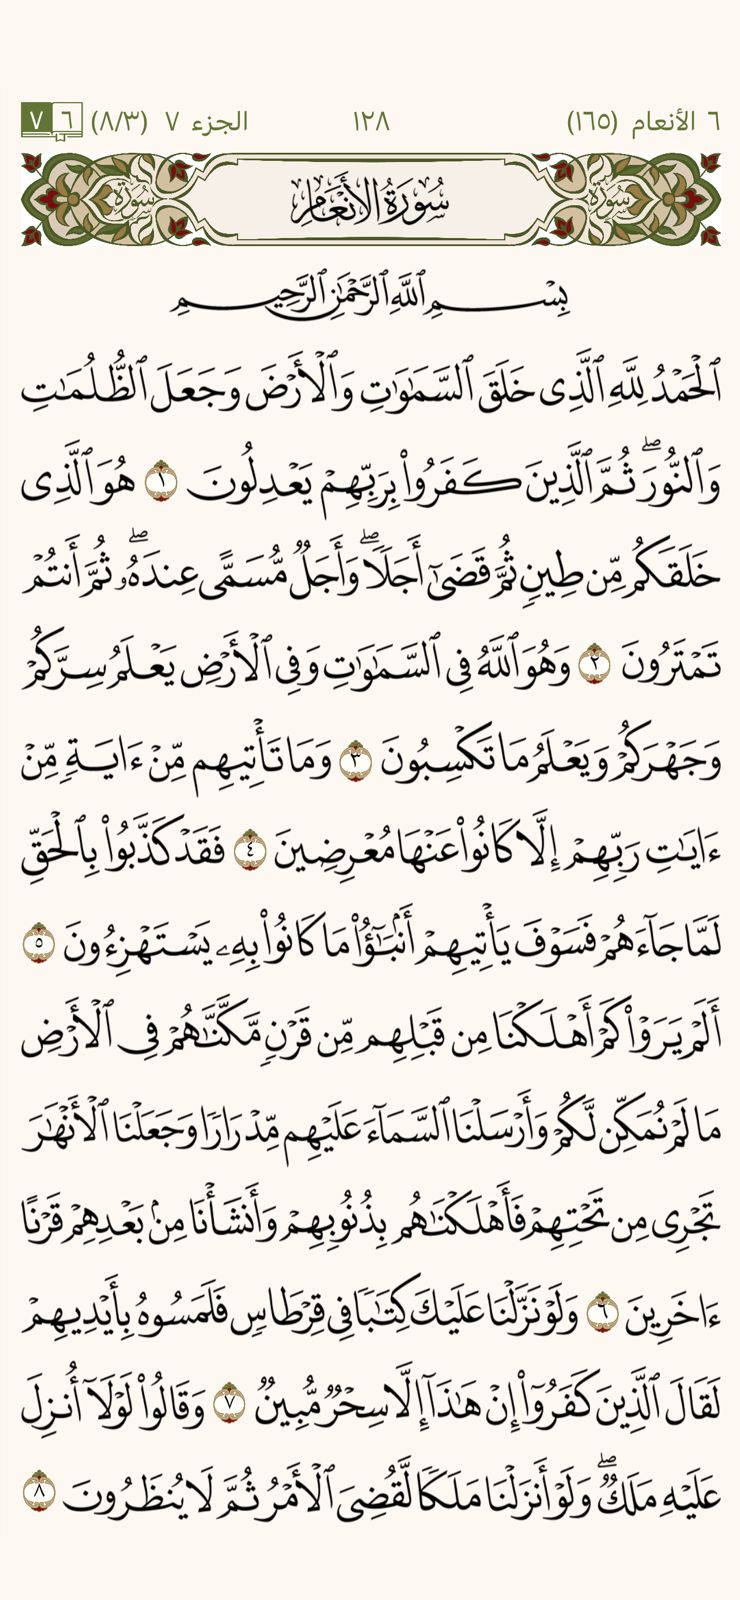 ٦ الأنعام (١٦٥) ١٢٨ الجزء ٧ (٨/٣) ٦ ٧
سورة سُورَةُ الأَنْعَامِ سورة
بِسْمِ ٱللَّهِ ٱلرَّحْمَٰنِ ٱلرَّحِيمِ
ٱلْحَمْدُ لِلَّهِ ٱلَّذِى خَلَقَ ٱلسَّمَٰوَٰتِ وَٱلْأَرْضَ وَجَعَلَ ٱلظُّلُمَٰتِ
وَٱلنُّورَ ۖ ثُمَّ ٱلَّذِينَ كَفَرُوا۟ بِرَبِّهِمْ يَعْدِلُونَ ١ هُوَ ٱلَّذِى
خَلَقَكُم مِّن طِينٍ ثُمَّ قَضَىٰٓ أَجَلًا ۖ وَأَجَلٌ مُّسَمًّى عِندَهُۥ ۖ ثُمَّ أَنتُمْ
تَمْتَرُونَ ٢ وَهُوَ ٱللَّهُ فِى ٱلسَّمَٰوَٰتِ وَفِى ٱلْأَرْضِ يَعْلَمُ سِرَّكُمْ
وَجَهْرَكُمْ وَيَعْلَمُ مَا تَكْسِبُونَ ٣ وَمَا تَأْتِيهِم مِّنْ ءَايَةٍ مِّنْ
ءَايَٰتِ رَبِّهِمْ إِلَّا كَانُوا۟ عَنْهَا مُعْرِضِينَ ٤ فَقَدْ كَذَّبُوا۟ بِٱلْحَقِّ
لَمَّا جَآءَهُمْ فَسَوْفَ يَأْتِيهِمْ أَنۢبَٰٓؤُا۟ مَا كَانُوا۟ بِهِۦ يَسْتَهْزِءُونَ ٥
أَلَمْ يَرَوْا۟ كَمْ أَهْلَكْنَا مِن قَبْلِهِم مِّن قَرْنٍ مَّكَّنَّٰهُمْ فِى ٱلْأَرْضِ
مَا لَمْ نُمَكِّن لَّكُمْ وَأَرْسَلْنَا ٱلسَّمَآءَ عَلَيْهِم مِّدْرَارًا وَجَعَلْنَا ٱلْأَنْهَٰرَ
تَجْرِى مِن تَحْتِهِمْ فَأَهْلَكْنَٰهُم بِذُنُوبِهِمْ وَأَنشَأْنَا مِنۢ بَعْدِهِمْ قَرْنًا
ءَاخَرِينَ ٦ وَلَوْ نَزَّلْنَا عَلَيْكَ كِتَٰبًا فِى قِرْطَاسٍ فَلَمَسُوهُ بِأَيْدِيهِمْ
لَقَالَ ٱلَّذِينَ كَفَرُوٓا۟ إِنْ هَٰذَآ إِلَّا سِحْرٌ مُّبِينٌ ٧ وَقَالُوا۟ لَوْلَآ أُنزِلَ
عَلَيْهِ مَلَكٌ ۖ وَلَوْ أَنزَلْنَا مَلَكًا لَّقُضِىَ ٱلْأَمْرُ ثُمَّ لَا يُنظَرُونَ ٨